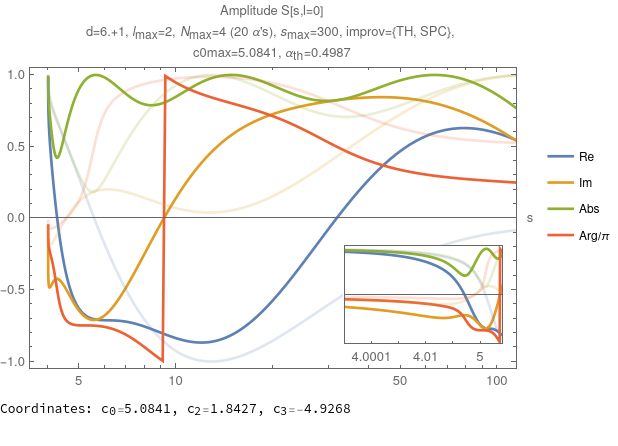 Amplitude S[s,l=0]
d=6.+1, lmax=2, Nmax=4 (20 α's), smax=300, improv={TH, SPC},
c0max=5.0841, αth=0.4987
1.0
0.5
0.0
-0.5
-1.0
5
10
50
100
s
4.0001
4.01
5
Re
Im
Abs
Arg/π
Coordinates: c0=5.0841, c2=1.8427, c3=-4.9268